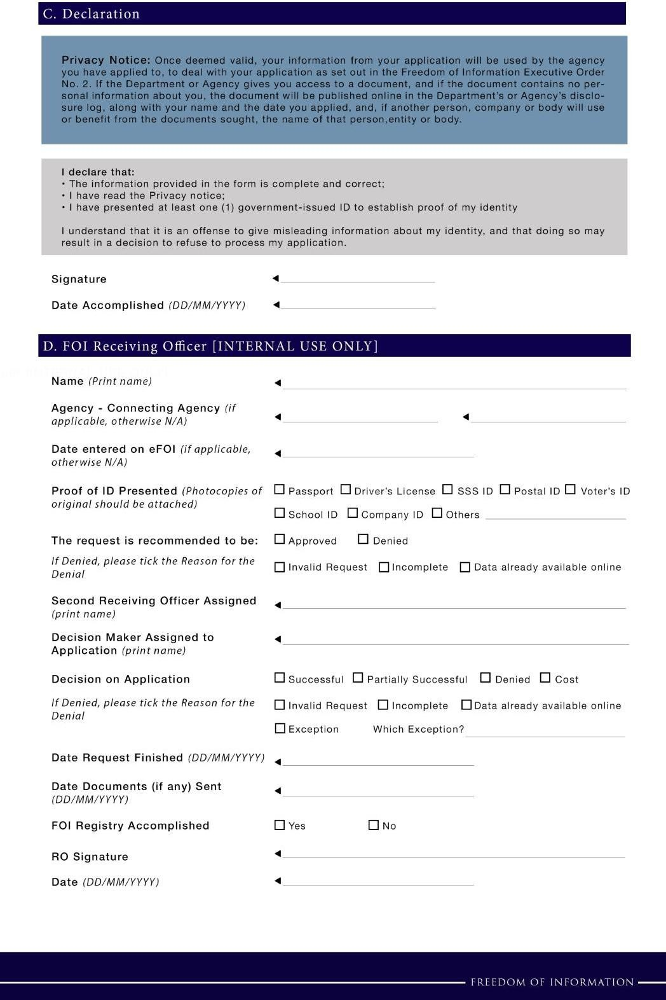 C. Declaration
Privacy Notice: Once deemed valid, your information from your application will be used by the agency
you have applied to, to deal with your application as set out in the Freedom of Information Executive Order
No. 2. If the Department or Agency gives you access to a document, and if the document contains no per-
sonal information about you, the document will be published online in the Department's or Agency's disclo-
sure log, along with your name and the date you applied, and, if another person, company or body will use
or benefit from the documents sought, the name of that person,entity or body.
I declare that:
• The information provided in the form is complete and correct;
• I have read the Privacy notice;
• I have presented at least one (1) government-issued ID to establish proof of my identity
I understand that it is an offense to give misleading information about my identity, and that doing so may
result in a decision to refuse to process my application.
Signature
Date Accomplished (DD/MM/YYYY)
D. FOI Receiving Officer [INTERNAL USE ONLY]
Name (Print name)
Agency - Connecting Agency (if
applicable, otherwise N/A)
Date entered on eFOI (if applicable,
otherwise N/A)
Proof of ID Presented (Photocopies of
original should be attached)
Passport Driver's License SSS ID Postal ID Voter's ID
School ID Company ID Others
The request is recommended to be: Approved Denied
If Denied, please tick the Reason for the
Denial
Invalid Request Incomplete Data already available online
Second Receiving Officer Assigned
(print name)
Decision Maker Assigned to
Application (print name)
Decision on Application Successful Partially Successful Denied Cost
If Denied, please tick the Reason for the
Denial
Invalid Request Incomplete Data already available online
Exception Which Exception?
Date Request Finished (DD/MM/YYYY)
Date Documents (if any) Sent
(DD/MM/YYYY)
FOI Registry Accomplished Yes No
RO Signature
Date (DD/MM/YYYY)
FREEDOM OF INFORMATION